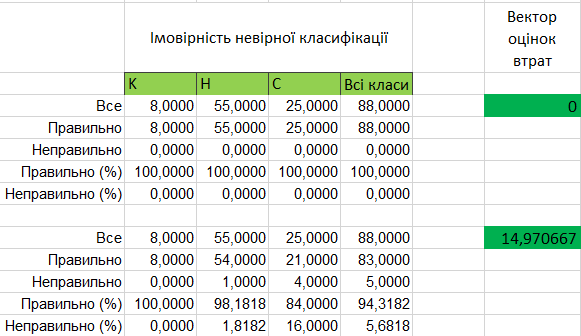 Імовірність невірної класифікації
Вектор
оцінок
втрат
K H C Всі класи
Все 8,0000 55,0000 25,0000 88,0000 0
Правильно 8,0000 55,0000 25,0000 88,0000
Неправильно 0,0000 0,0000 0,0000 0,0000
Правильно (%) 100,0000 100,0000 100,0000 100,0000
Неправильно (%) 0,0000 0,0000 0,0000 0,0000
Все 8,0000 55,0000 25,0000 88,0000 14,970667
Правильно 8,0000 54,0000 21,0000 83,0000
Неправильно 0,0000 1,0000 4,0000 5,0000
Правильно (%) 100,0000 98,1818 84,0000 94,3182
Неправильно (%) 0,0000 1,8182 16,0000 5,6818